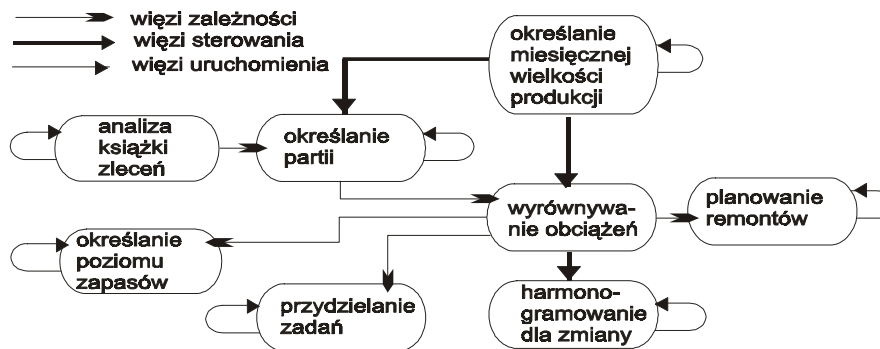 więzi zależności
więzi sterowania
więzi uruchomienia
określanie
miesięcznej
wielkości
produkcji
analiza
książki
zleceń
określanie
partii
wyrównywa-
nie obciążeń
planowanie
remontów
określanie
poziomu
zapasów
przydzielanie
zadań
harmono-
gramowanie
dla zmiany